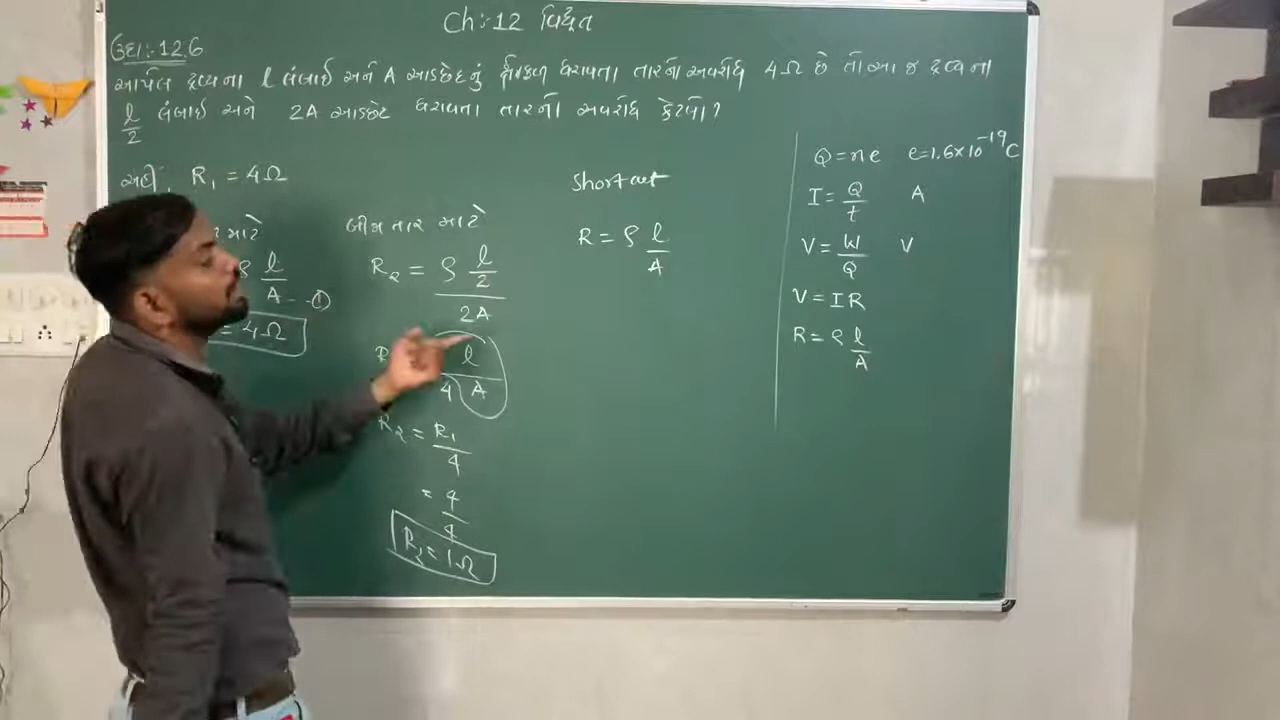 Ch:-12 વિદ્યુત
ઉદા:-12.6
આપેલ દ્રવ્યના l લંબાઈ અને A આડછેદનું ક્ષેત્રફળ ધરાવતા તારનો અવરોધ 4Ω છે તો આ જ દ્રવ્યના
l/2 લંબાઈ અને 2A આડછેદ ધરાવતા તારનો અવરોધ કેટલો?
અહીં, R₁ = 4Ω
માટે
l/A --①
= 4Ω
બીજા તાર માટે
R₂ = ρ l/2 / 2A
l / 4 A
R₂ = R₁/4
= 4/4
R₂ = 1Ω
Short cut
R = ρ l/A
Q = ne e=1.6×10⁻¹⁹C
I = Q/t A
V = W/Q V
V = IR
R = ρ l/A